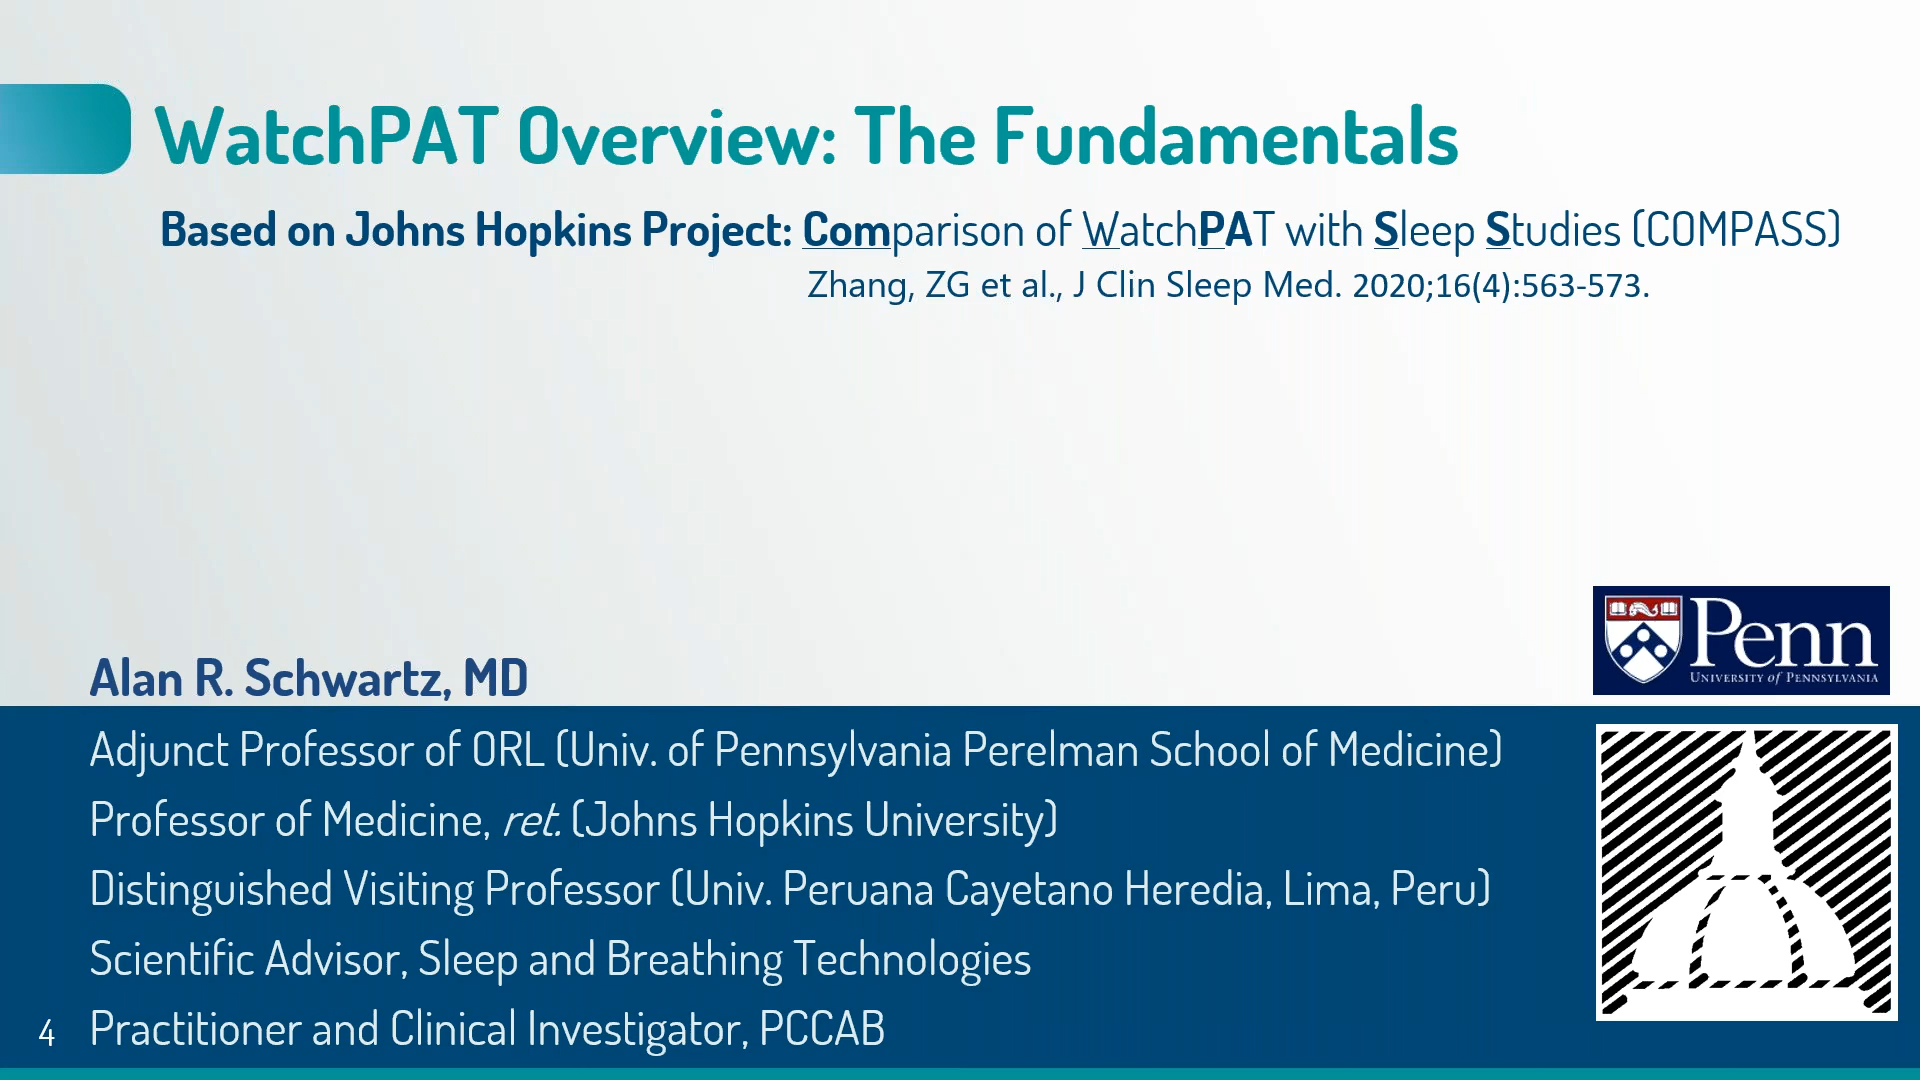 WatchPAT Overview: The Fundamentals
Based on Johns Hopkins Project: Comparison of WatchPAT with Sleep Studies (COMPASS)
Zhang, ZG et al., J Clin Sleep Med. 2020;16(4):563-573.
Penn
UNIVERSITY of PENNSYLVANIA
Alan R. Schwartz, MD
Adjunct Professor of ORL (Univ. of Pennsylvania Perelman School of Medicine)
Professor of Medicine, ret. (Johns Hopkins University)
Distinguished Visiting Professor (Univ. Peruana Cayetano Heredia, Lima, Peru)
Scientific Advisor, Sleep and Breathing Technologies
4 Practitioner and Clinical Investigator, PCCAB